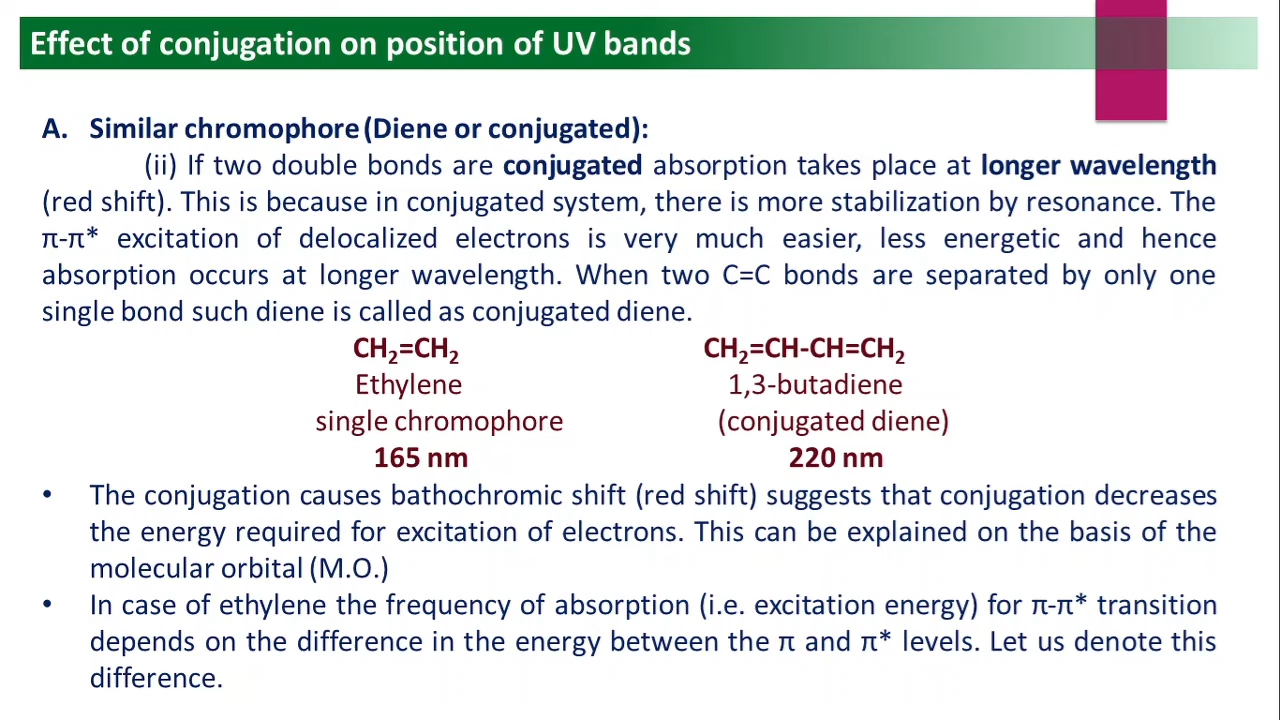 Effect of conjugation on position of UV bands
A. Similar chromophore (Diene or conjugated):
(ii) If two double bonds are conjugated absorption takes place at longer wavelength
(red shift). This is because in conjugated system, there is more stabilization by resonance. The
π-π* excitation of delocalized electrons is very much easier, less energetic and hence
absorption occurs at longer wavelength. When two C=C bonds are separated by only one
single bond such diene is called as conjugated diene.
CH₂=CH₂ CH₂=CH-CH=CH₂
Ethylene 1,3-butadiene
single chromophore (conjugated diene)
165 nm 220 nm
• The conjugation causes bathochromic shift (red shift) suggests that conjugation decreases
the energy required for excitation of electrons. This can be explained on the basis of the
molecular orbital (M.O.)
• In case of ethylene the frequency of absorption (i.e. excitation energy) for π-π* transition
depends on the difference in the energy between the π and π* levels. Let us denote this
difference.